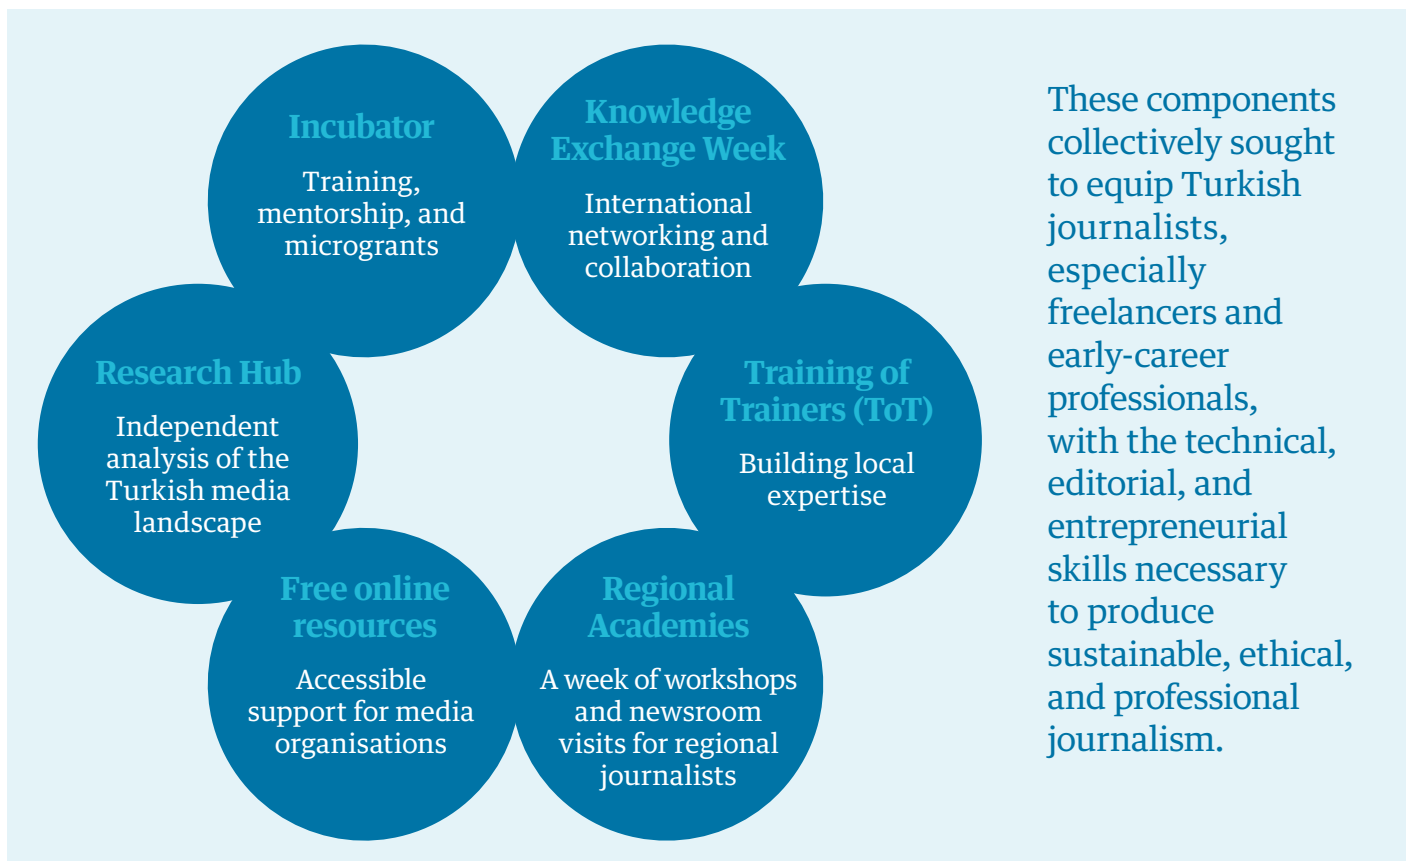 Incubator
Training,
mentorship, and
microgrants
Knowledge
Exchange Week
International
networking and
collaboration
Training of
Trainers (ToT)
Building local
expertise
Regional
Academies
A week of workshops
and newsroom
visits for regional
journalists
Free online
resources
Accessible
support for media
organisations
Research Hub
Independent
analysis of the
Turkish media
landscape
These components
collectively sought
to equip Turkish
journalists,
especially
freelancers and
early-career
professionals,
with the technical,
editorial, and
entrepreneurial
skills necessary
to produce
sustainable, ethical,
and professional
journalism.